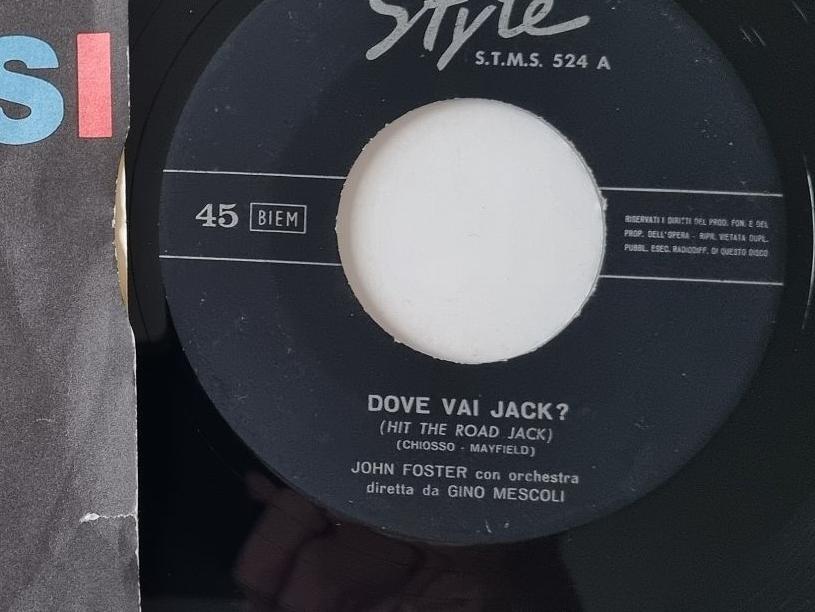 SI
Style
S.T.M.S. 524 A
45 BIEM
RISERVATI I DIRITTI DEL PROD. FON. E DEL
PROP. DELL'OPERA - RIPR. VIETATA DUPL.
PUBBL. ESEC. RADIODIFF. DI QUESTO DISCO
DOVE VAI JACK?
(HIT THE ROAD JACK)
(CHIOSSO - MAYFIELD)
JOHN FOSTER con orchestra
diretta da GINO MESCOLI